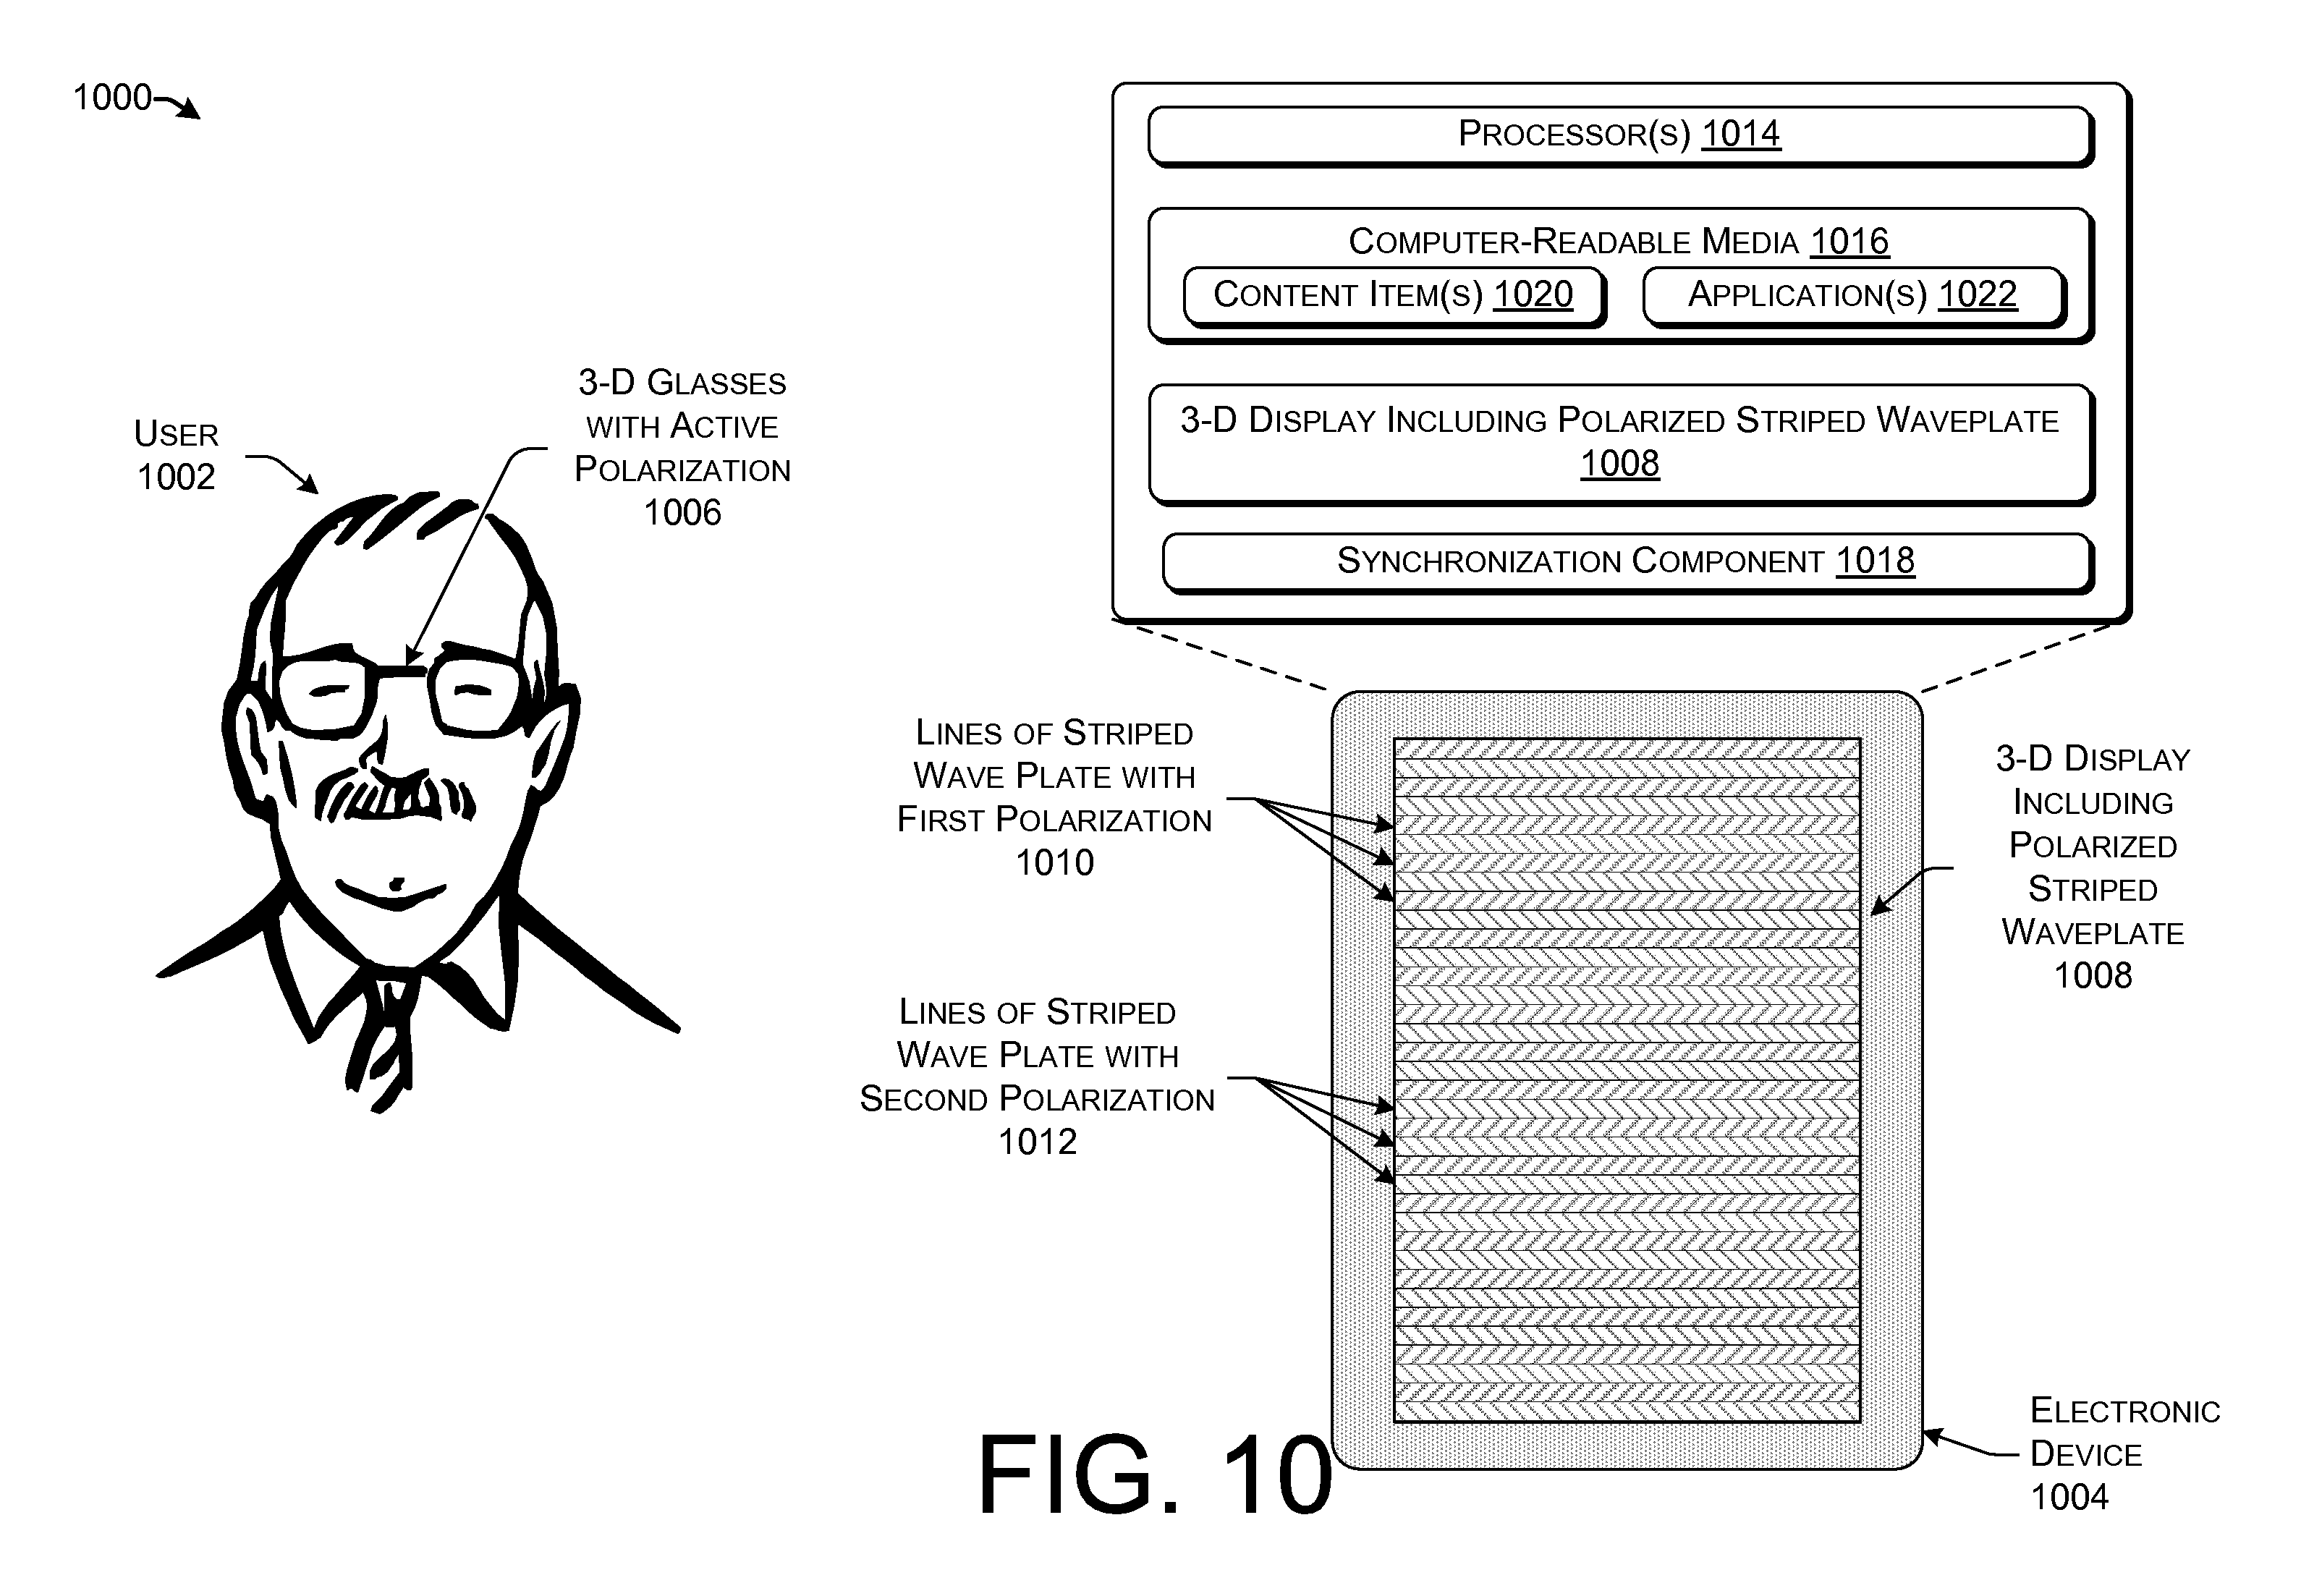 1000
PROCESSOR(S) 1014
COMPUTER-READABLE MEDIA 1016
CONTENT ITEM(S) 1020
APPLICATION(S) 1022
3-D DISPLAY INCLUDING POLARIZED STRIPED WAVEPLATE
1008
SYNCHRONIZATION COMPONENT 1018
USER
1002
3-D GLASSES
WITH ACTIVE
POLARIZATION
1006
LINES OF STRIPED
WAVE PLATE WITH
FIRST POLARIZATION
1010
LINES OF STRIPED
WAVE PLATE WITH
SECOND POLARIZATION
1012
3-D DISPLAY
INCLUDING
POLARIZED
STRIPED
WAVEPLATE
1008
ELECTRONIC
DEVICE
1004
FIG. 10